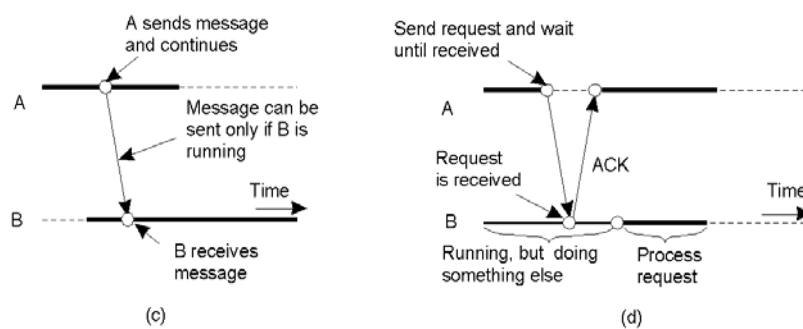 A sends message
and continues
A
Message can be
sent only if B is
running
Time
B
B receives
message
(c)
Send request and wait
until received
A
Request
is received
ACK
Time
B
Running, but doing
something else
Process
request
(d)